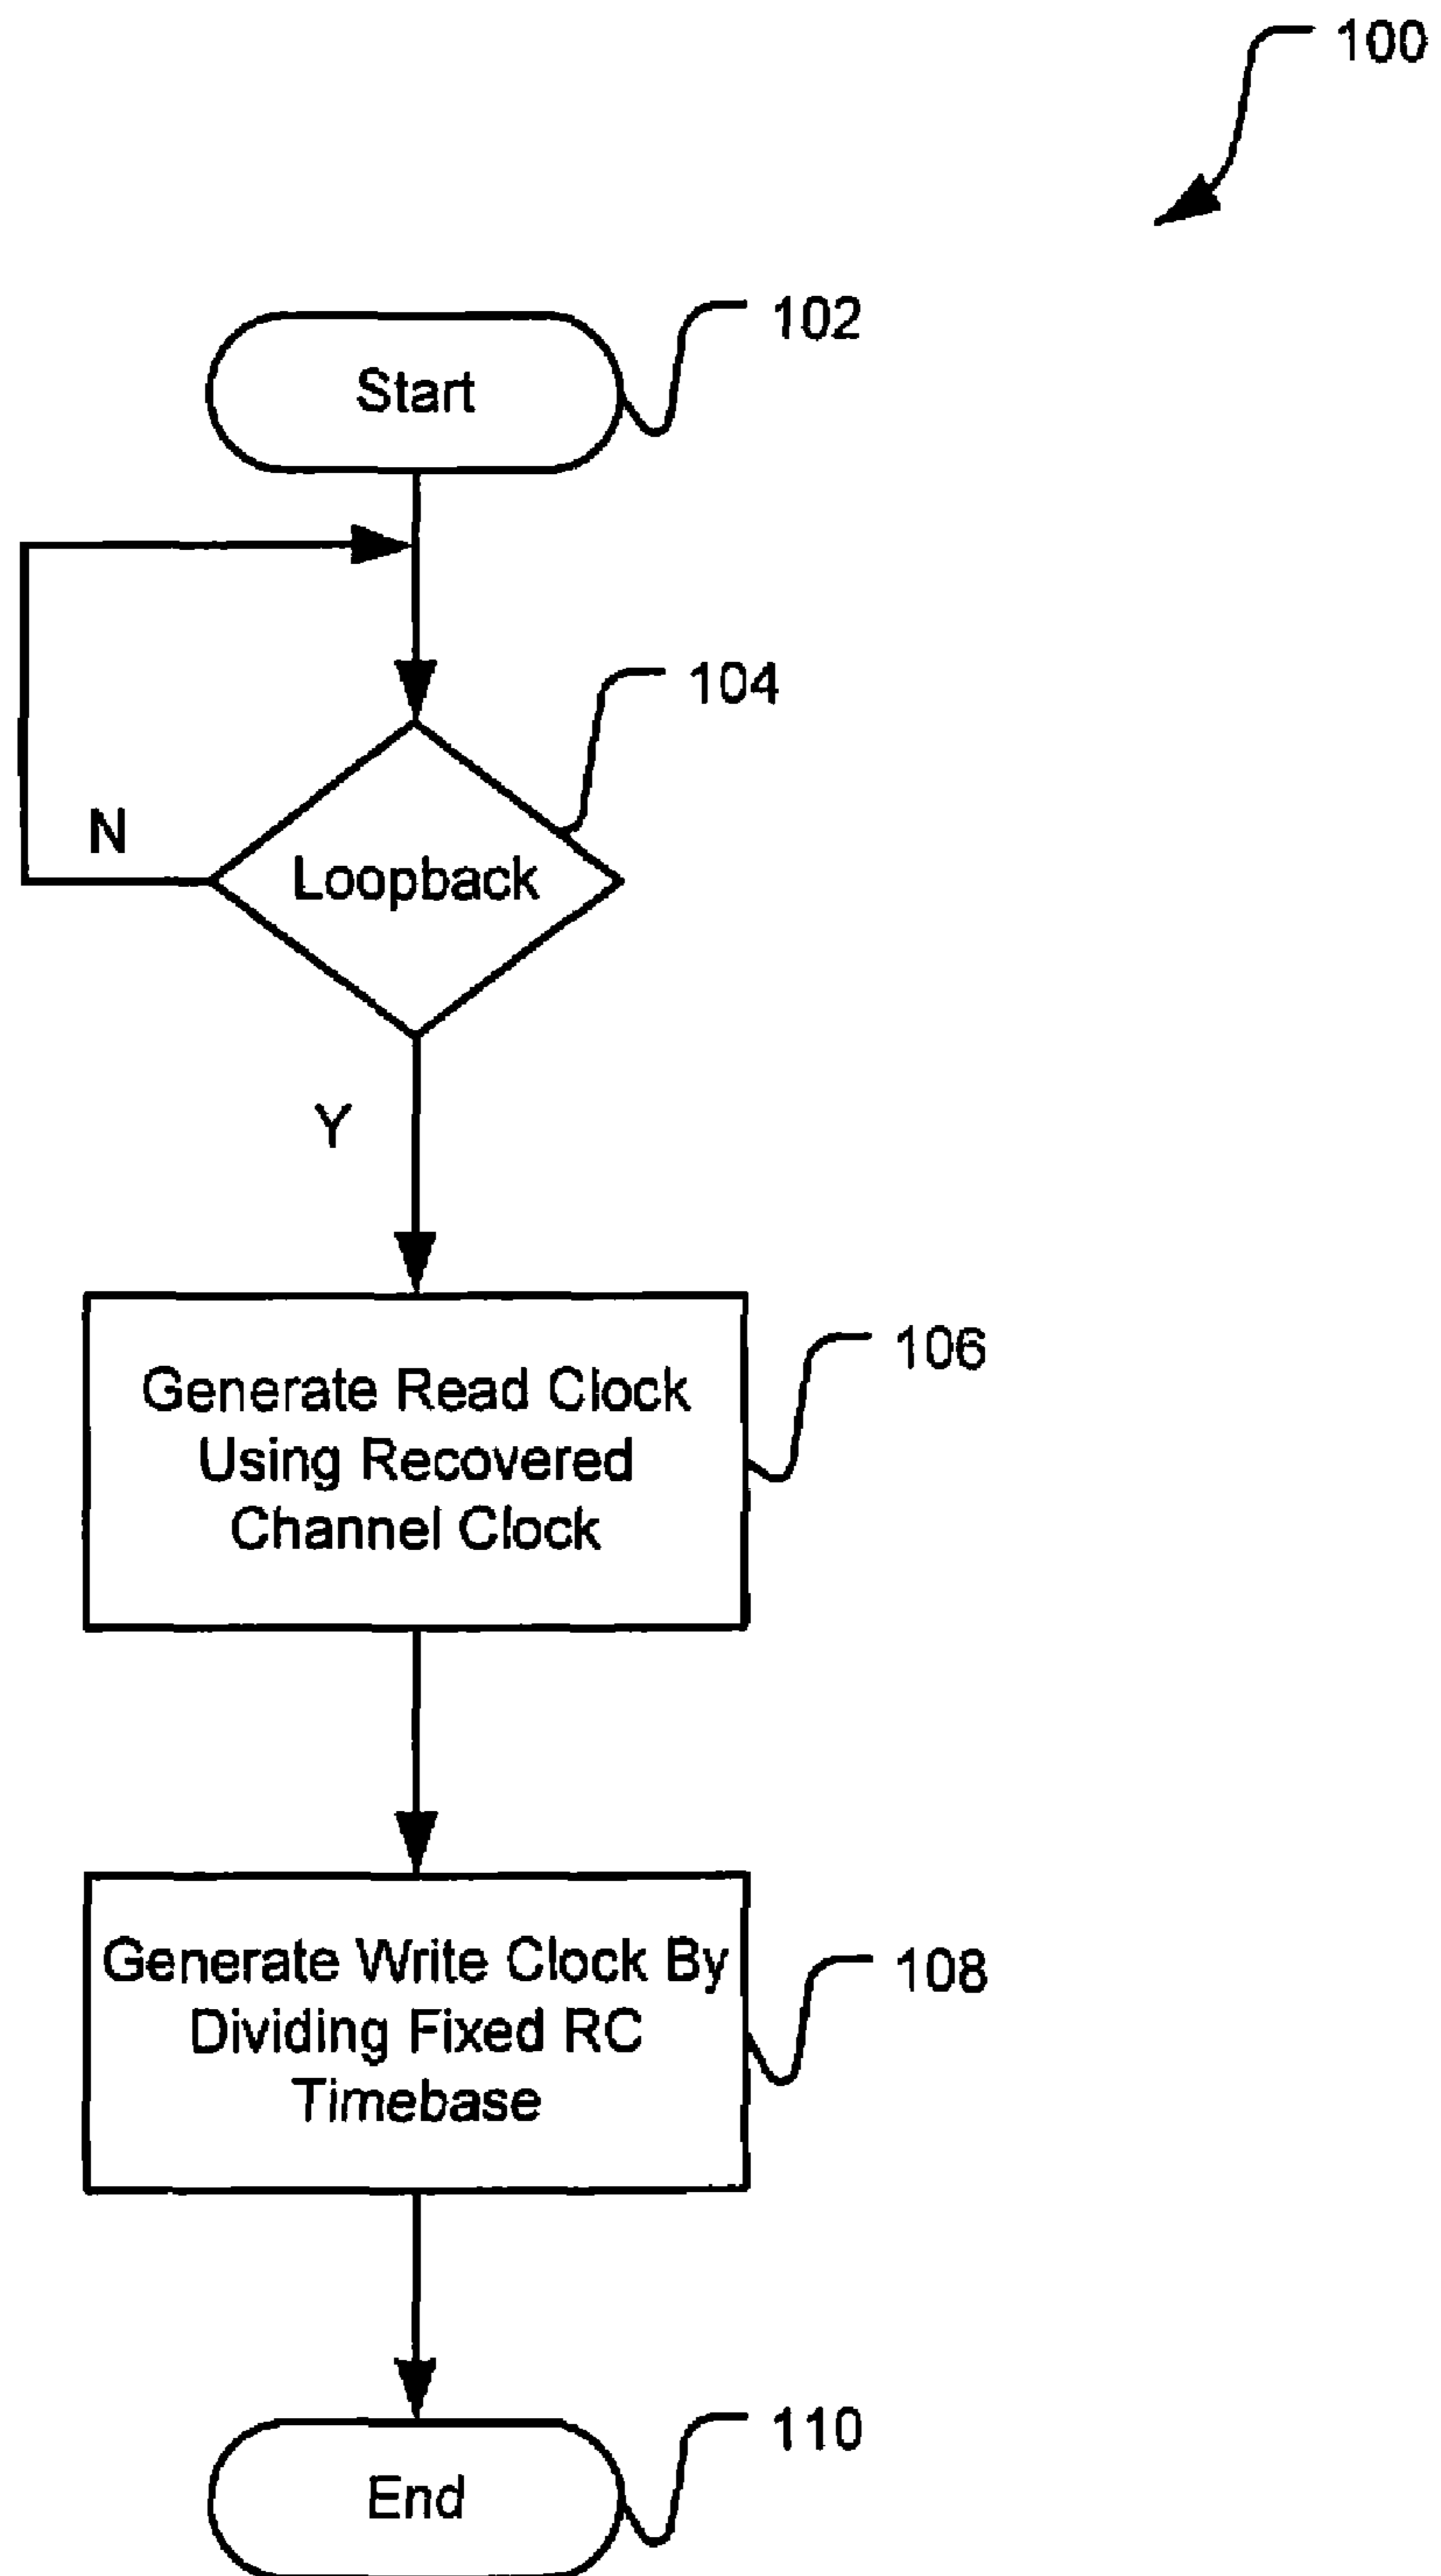 100
Start
102
104
N
Loopback
Y
Generate Read Clock
Using Recovered
Channel Clock
106
Generate Write Clock By
Dividing Fixed RC
Timebase
108
End
110